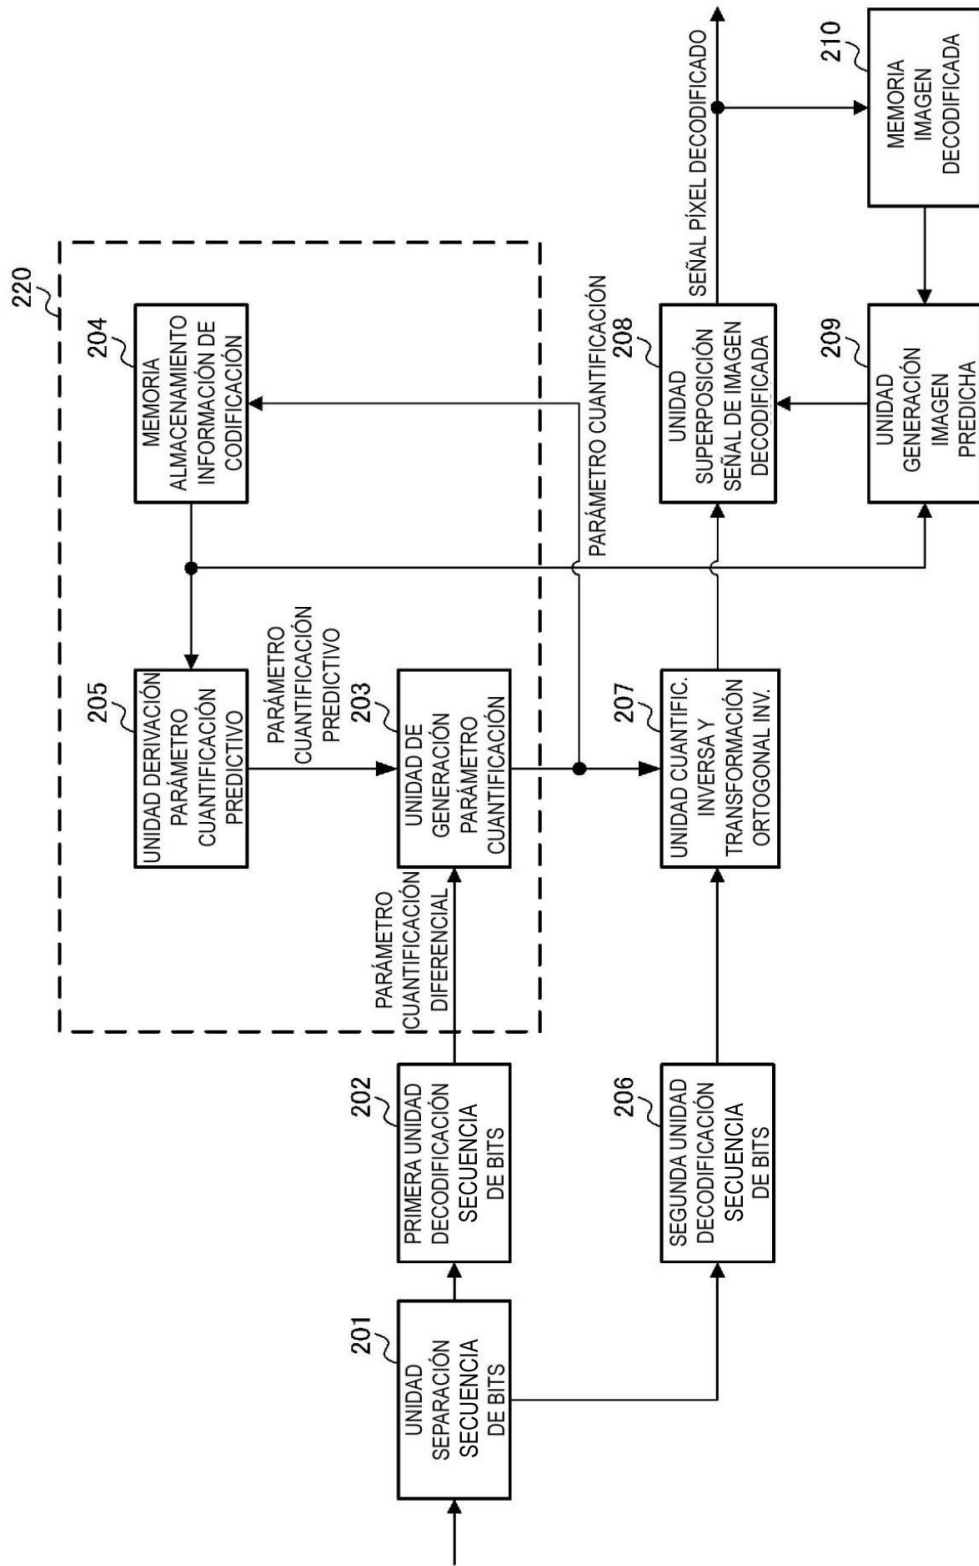 220
205
UNIDAD DERIVACIÓN
PARÁMETRO
CUANTIFICACIÓN
PREDICTIVO
204
MEMORIA
ALMACENAMIENTO
INFORMACIÓN DE
CODIFICACIÓN
PARÁMETRO
CUANTIFICACIÓN
PREDICTIVO
201
UNIDAD
SEPARACIÓN
SECUENCIA
DE BITS
202
PRIMERA UNIDAD
DECODIFICACIÓN
SECUENCIA
DE BITS
PARÁMETRO
CUANTIFICACIÓN
DIFERENCIAL
203
UNIDAD DE
GENERACIÓN
PARÁMETRO
CUANTIFICACIÓN
PARÁMETRO CUANTIFICACIÓN
206
SEGUNDA UNIDAD
DECODIFICACIÓN
SECUENCIA
DE BITS
207
UNIDAD CUANTIFIC.
INVERSA Y
TRANSFORMACIÓN
ORTOGONAL INV.
208
UNIDAD
SUPERPOSICIÓN
SEÑAL DE IMAGEN
DECODIFICADA
SEÑAL PÍXEL DECODIFICADO
209
UNIDAD
GENERACIÓN
IMAGEN
PREDICHA
210
MEMORIA
IMAGEN
DECODIFICADA